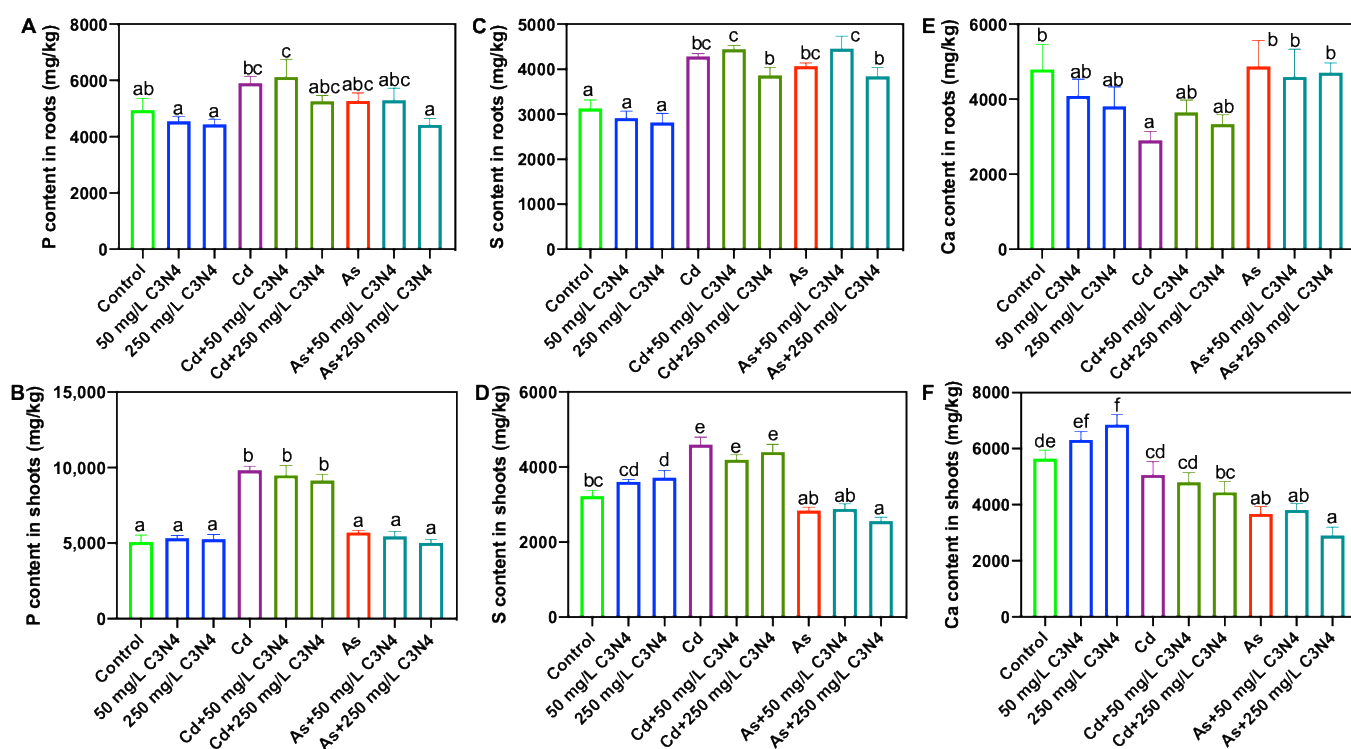 A
P content in roots (mg/kg)
8000
6000
4000
2000
0
ab
a
a
bc
c
abc
abc
abc
a
Control
50 mg/L C3N4
250 mg/L C3N4
Cd
Cd+50 mg/L C3N4
Cd+250 mg/L C3N4
As
As+50 mg/L C3N4
As+250 mg/L C3N4
C
S content in roots (mg/kg)
5000
4000
3000
2000
1000
0
a
a
a
bc
c
b
bc
c
b
Control
50 mg/L C3N4
250 mg/L C3N4
Cd
Cd+50 mg/L C3N4
Cd+250 mg/L C3N4
As
As+50 mg/L C3N4
As+250 mg/L C3N4
E
Ca content in roots (mg/kg)
6000
4000
2000
0
b
ab
ab
a
ab
ab
b
b
b
Control
50 mg/L C3N4
250 mg/L C3N4
Cd
Cd+50 mg/L C3N4
Cd+250 mg/L C3N4
As
As+50 mg/L C3N4
As+250 mg/L C3N4
B
P content in shoots (mg/kg)
15,000
10,000
5,000
0
a
a
a
b
b
b
a
a
a
Control
50 mg/L C3N4
250 mg/L C3N4
Cd
Cd+50 mg/L C3N4
Cd+250 mg/L C3N4
As
As+50 mg/L C3N4
As+250 mg/L C3N4
D
S content in shoots (mg/kg)
6000
4000
2000
0
bc
cd
d
e
e
e
ab
ab
a
Control
50 mg/L C3N4
250 mg/L C3N4
Cd
Cd+50 mg/L C3N4
Cd+250 mg/L C3N4
As
As+50 mg/L C3N4
As+250 mg/L C3N4
F
Ca content in shoots (mg/kg)
8000
6000
4000
2000
0
de
ef
f
cd
cd
bc
ab
ab
a
Control
50 mg/L C3N4
250 mg/L C3N4
Cd
Cd+50 mg/L C3N4
Cd+250 mg/L C3N4
As
As+50 mg/L C3N4
As+250 mg/L C3N4